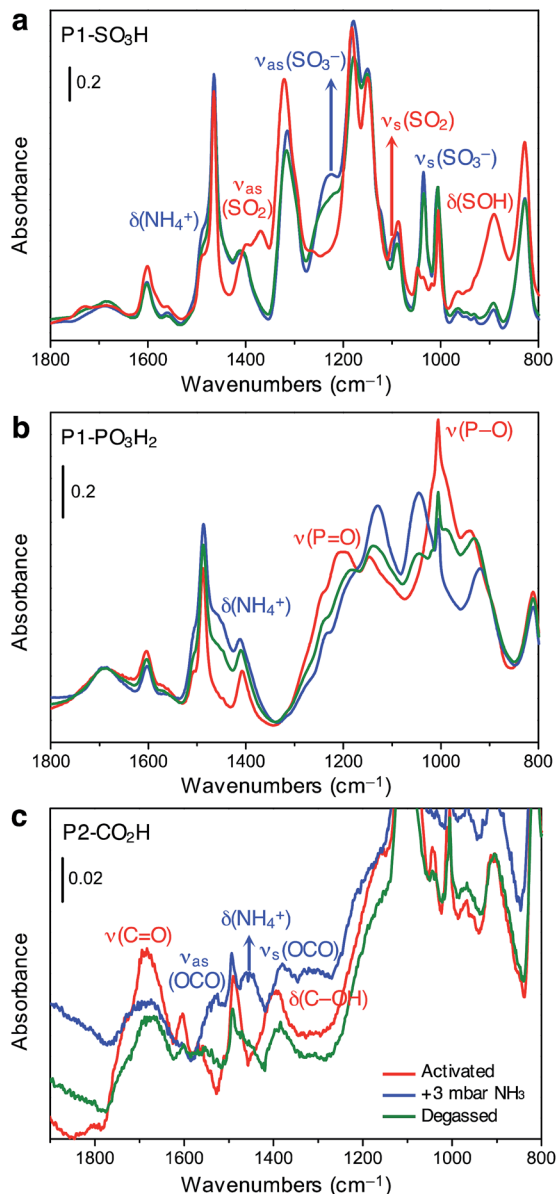 a
P1-SO₃H
0.2
νas(SO₃⁻)
νs(SO₂)
νs(SO₃⁻)
νas
(SO₂)
δ(SOH)
δ(NH₄⁺)
Absorbance
1800 1600 1400 1200 1000 800
Wavenumbers (cm⁻¹)
b
P1-PO₃H₂
ν(P–O)
0.2
ν(P=O)
δ(NH₄⁺)
Absorbance
1800 1600 1400 1200 1000 800
Wavenumbers (cm⁻¹)
c
P2-CO₂H
0.02
δ(NH₄⁺)
ν(C=O)
νas
(OCO)
νs(OCO)
δ(C–OH)
Absorbance
Activated
+3 mbar NH₃
Degassed
1800 1600 1400 1200 1000 800
Wavenumbers (cm⁻¹)